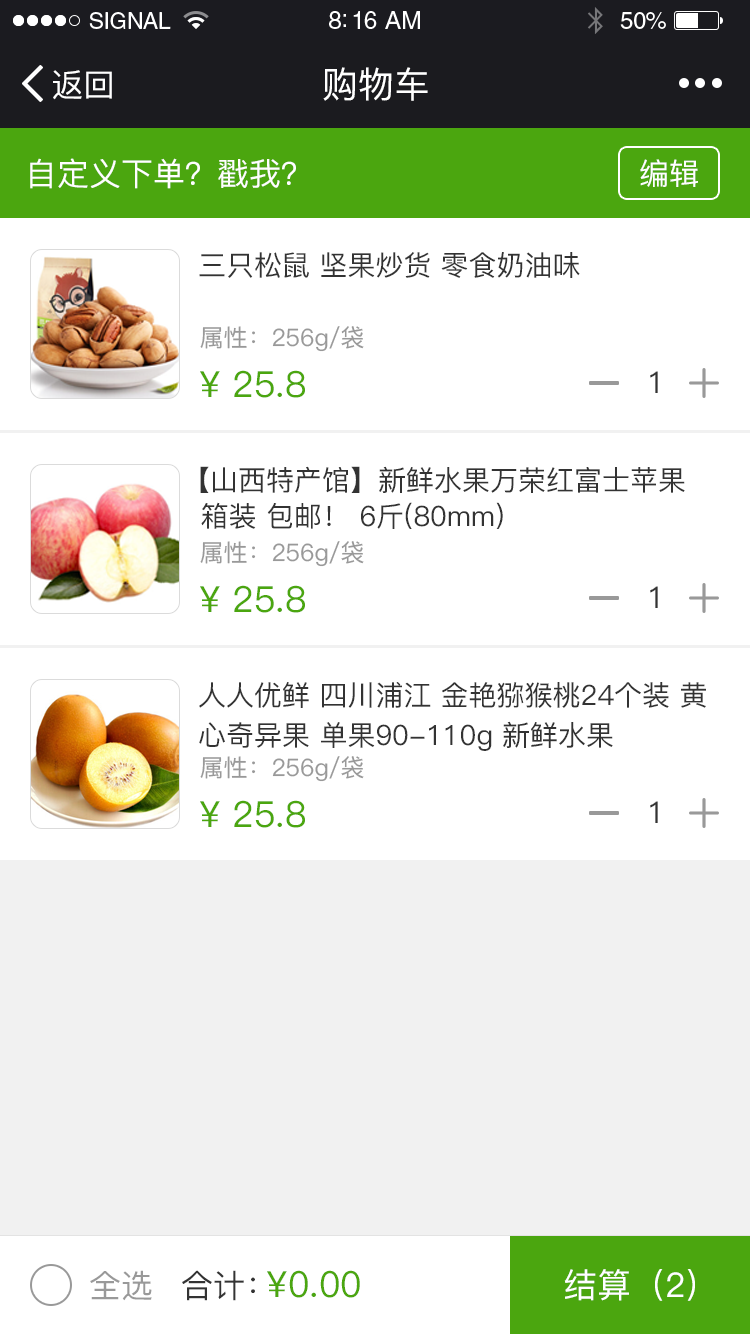 SIGNAL 8:16 AM 50%
返回 购物车
自定义下单？戳我？ 编辑
三只松鼠 坚果炒货 零食奶油味
属性：256g/袋
¥ 25.8 1
【山西特产馆】新鲜水果万荣红富士苹果
箱装 包邮！ 6斤(80mm)
属性：256g/袋
¥ 25.8 1
人人优鲜 四川浦江 金艳猕猴桃24个装 黄
心奇异果 单果90-110g 新鲜水果
属性：256g/袋
¥ 25.8 1
全选 合计：¥0.00 结算（2）